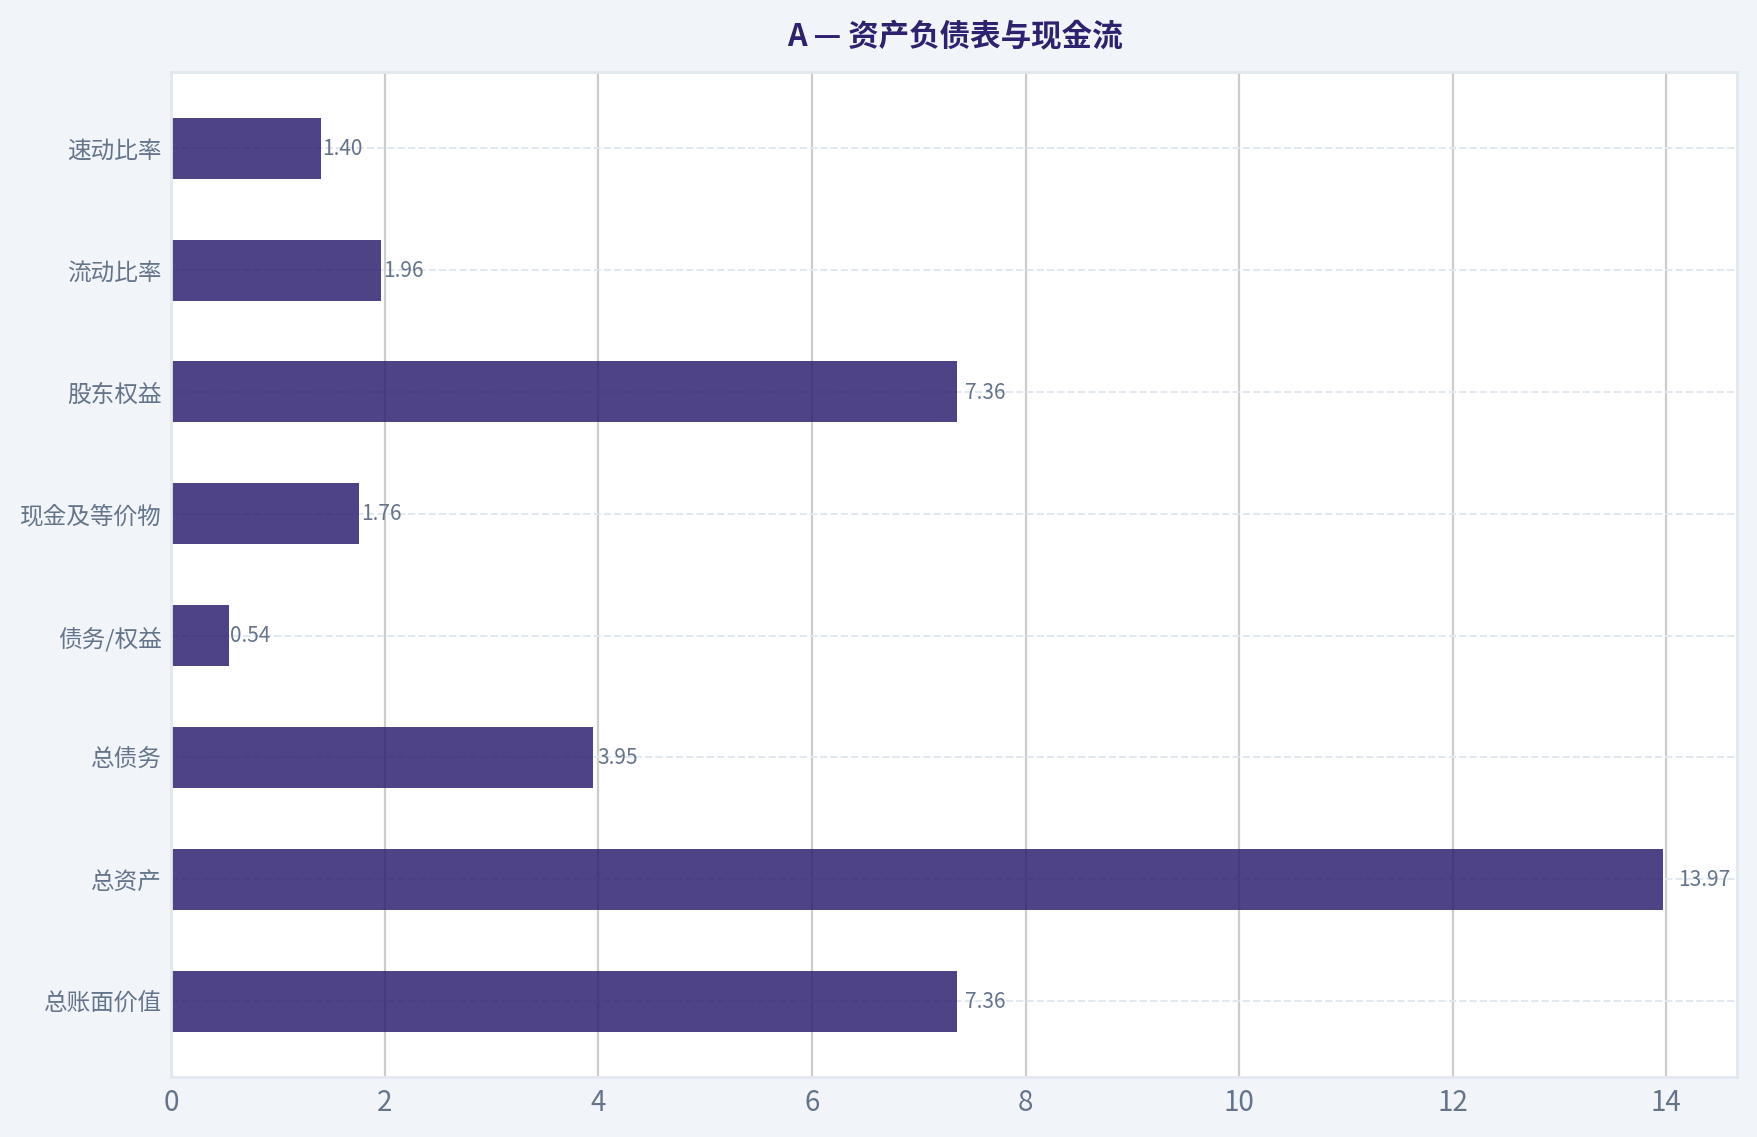 A — 资产负债表与现金流
速动比率 1.40
流动比率 1.96
股东权益 7.36
现金及等价物 1.76
债务/权益 0.54
总债务 3.95
总资产 13.97
总账面价值 7.36
0 2 4 6 8 10 12 14